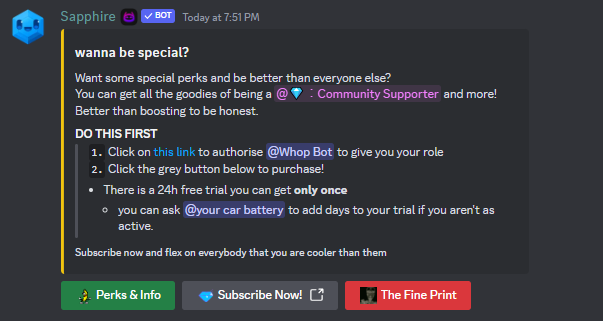 Sapphire ✓ BOT Today at 7:51 PM
wanna be special?
Want some special perks and be better than everyone else?
You can get all the goodies of being a @💎 : Community Supporter and more!
Better than boosting to be honest.
DO THIS FIRST
1. Click on this link to authorise @Whop Bot to give you your role
2. Click the grey button below to purchase!
• There is a 24h free trial you can get only once
◦ you can ask @your car battery to add days to your trial if you aren't as
active.
Subscribe now and flex on everybody that you are cooler than them
Perks & Info
💎 Subscribe Now!
The Fine Print